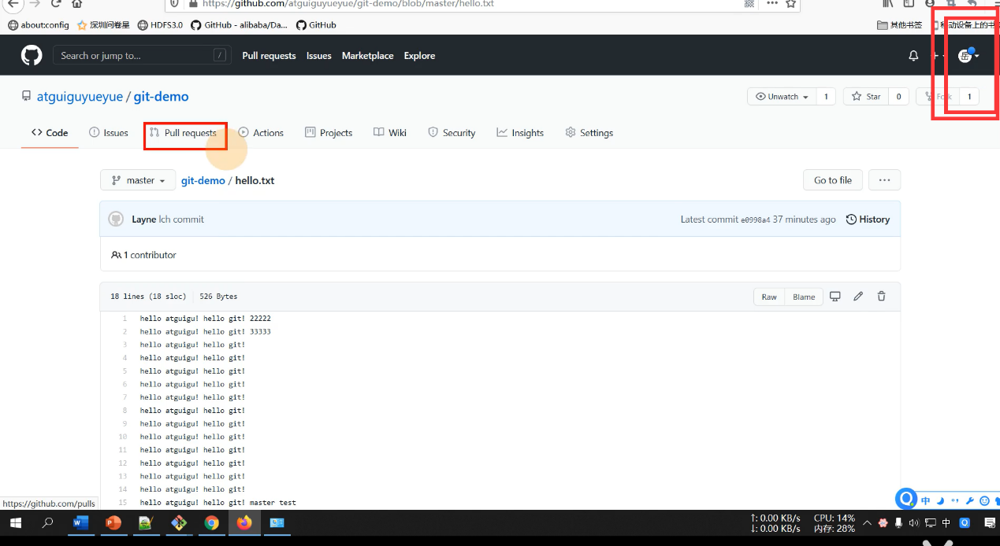 https://github.com/atguiguyueyue/git-demo/blob/master/hello.txt
about:config 深圳问卷星 HDFS3.0 GitHub - alibaba/Da... GitHub 其他书签 移动设备上的书
Search or jump to... / Pull requests Issues Marketplace Explore
岳
atguiguyueyue / git-demo Unwatch 1 Star 0 Fork 1
Code Issues Pull requests Actions Projects Wiki Security Insights Settings
master git-demo / hello.txt Go to file ...
Layne lch commit Latest commit e0998a4 37 minutes ago History
1 contributor
18 lines (18 sloc) 526 Bytes Raw Blame
1 hello atguigu! hello git! 22222
2 hello atguigu! hello git! 33333
3 hello atguigu! hello git!
4 hello atguigu! hello git!
5 hello atguigu! hello git!
6 hello atguigu! hello git!
7 hello atguigu! hello git!
8 hello atguigu! hello git!
9 hello atguigu! hello git!
10 hello atguigu! hello git!
11 hello atguigu! hello git!
12 hello atguigu! hello git!
13 hello atguigu! hello git!
14 hello atguigu! hello git!
15 hello atguigu! hello git! master test
https://github.com/pulls
中
↑: 0.00 KB/s CPU: 14%
↓: 0.00 KB/s 内存: 28%
中